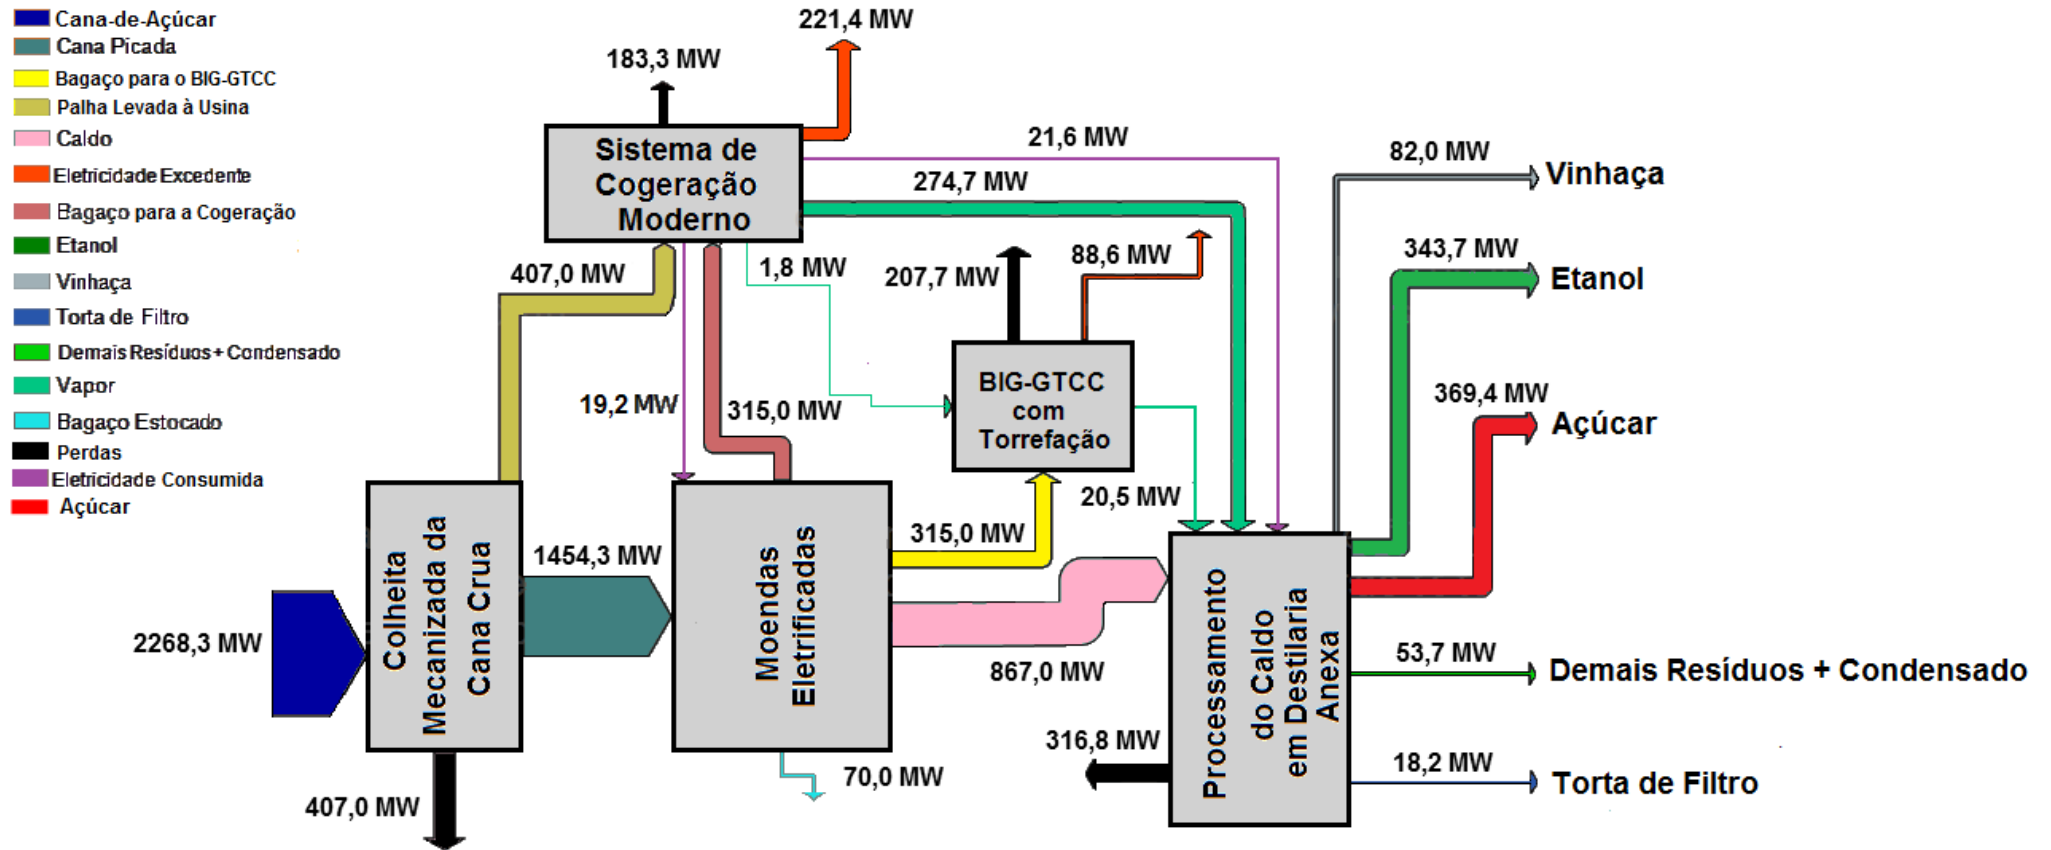 Cana-de-Açúcar
Cana Picada
Bagaço para o BIG-GTCC
Palha Levada à Usina
Caldo
Eletricidade Excedente
Bagaço para a Cogeração
Etanol
Vinhaça
Torta de Filtro
Demais Resíduos + Condensado
Vapor
Bagaço Estocado
Perdas
Eletricidade Consumida
Açúcar
221,4 MW
183,3 MW
Sistema de
Cogeração
Moderno
21,6 MW
274,7 MW
82,0 MW
Vinhaça
407,0 MW
1,8 MW
207,7 MW
88,6 MW
343,7 MW
Etanol
BIG-GTCC
com
Torrefação
19,2 MW
315,0 MW
369,4 MW
Açúcar
20,5 MW
2268,3 MW
Colheita
Mecanizada da
Cana Crua
1454,3 MW
Moendas
Eletrificadas
315,0 MW
867,0 MW
Processamento
do Caldo
em Destilaria
Anexa
53,7 MW
Demais Resíduos + Condensado
316,8 MW
18,2 MW
Torta de Filtro
407,0 MW
70,0 MW